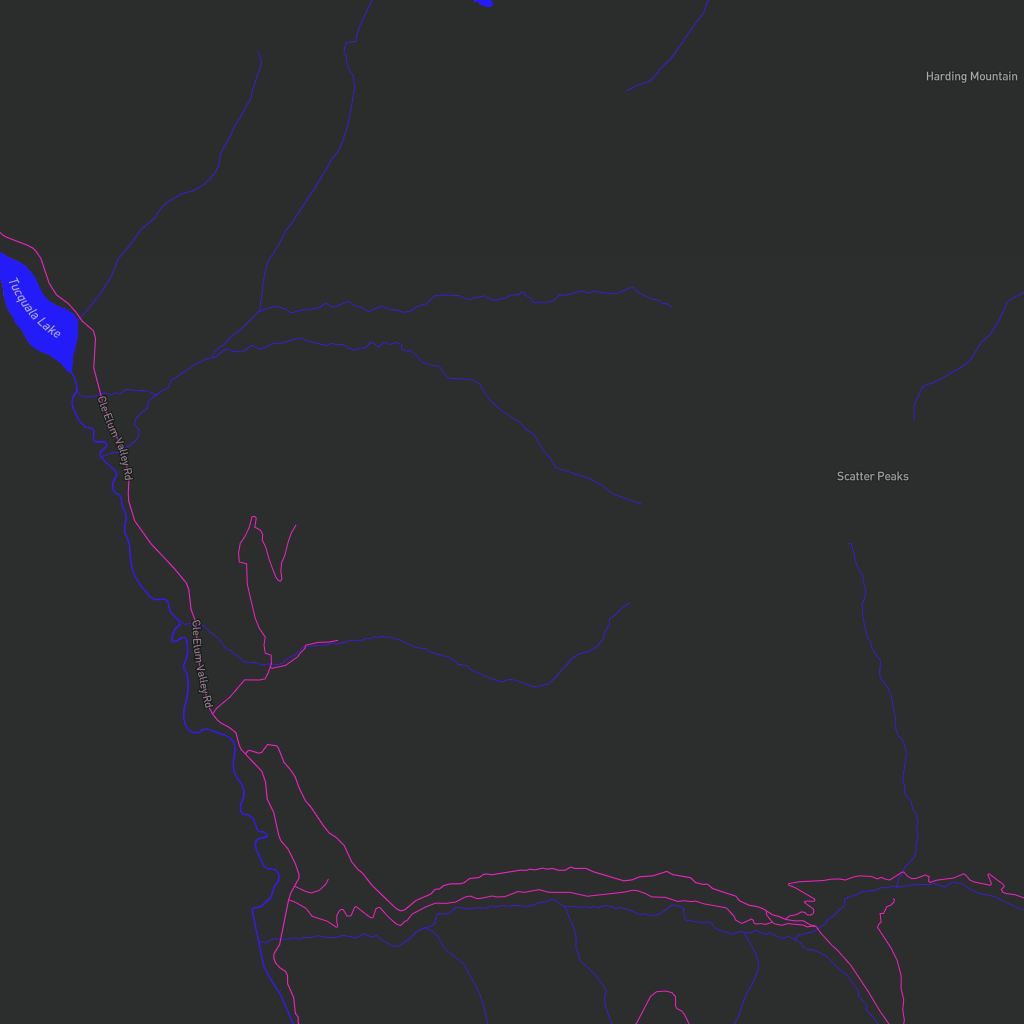 Harding Mountain
Tucquala Lake
Cle Elum Valley Rd
Scatter Peaks
Cle Elum Valley Rd